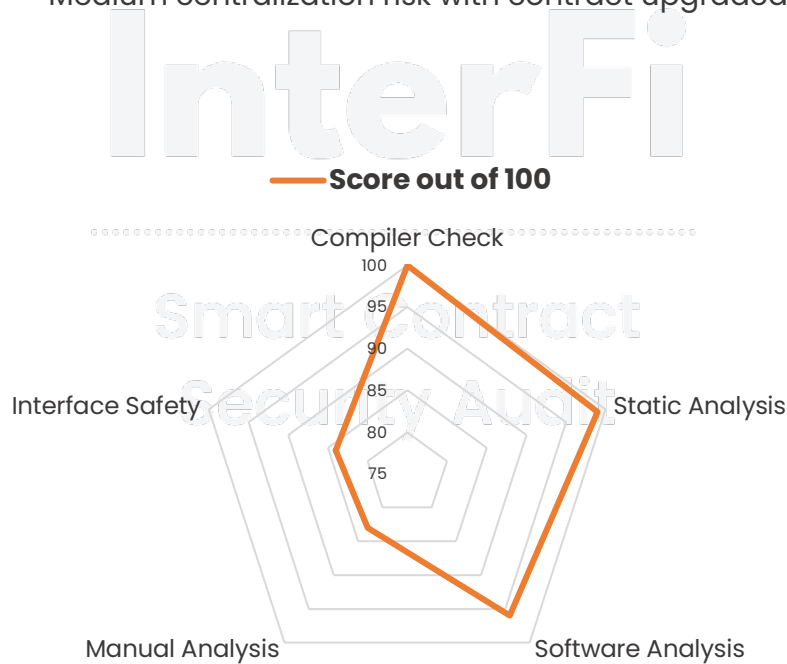 Medium centralization risk with contract upgraded
InterFi
Score out of 100
Compiler Check
100
Smart Contract
95
90
85
Security Audit
Interface Safety
Static Analysis
80
75
Manual Analysis
Software Analysis